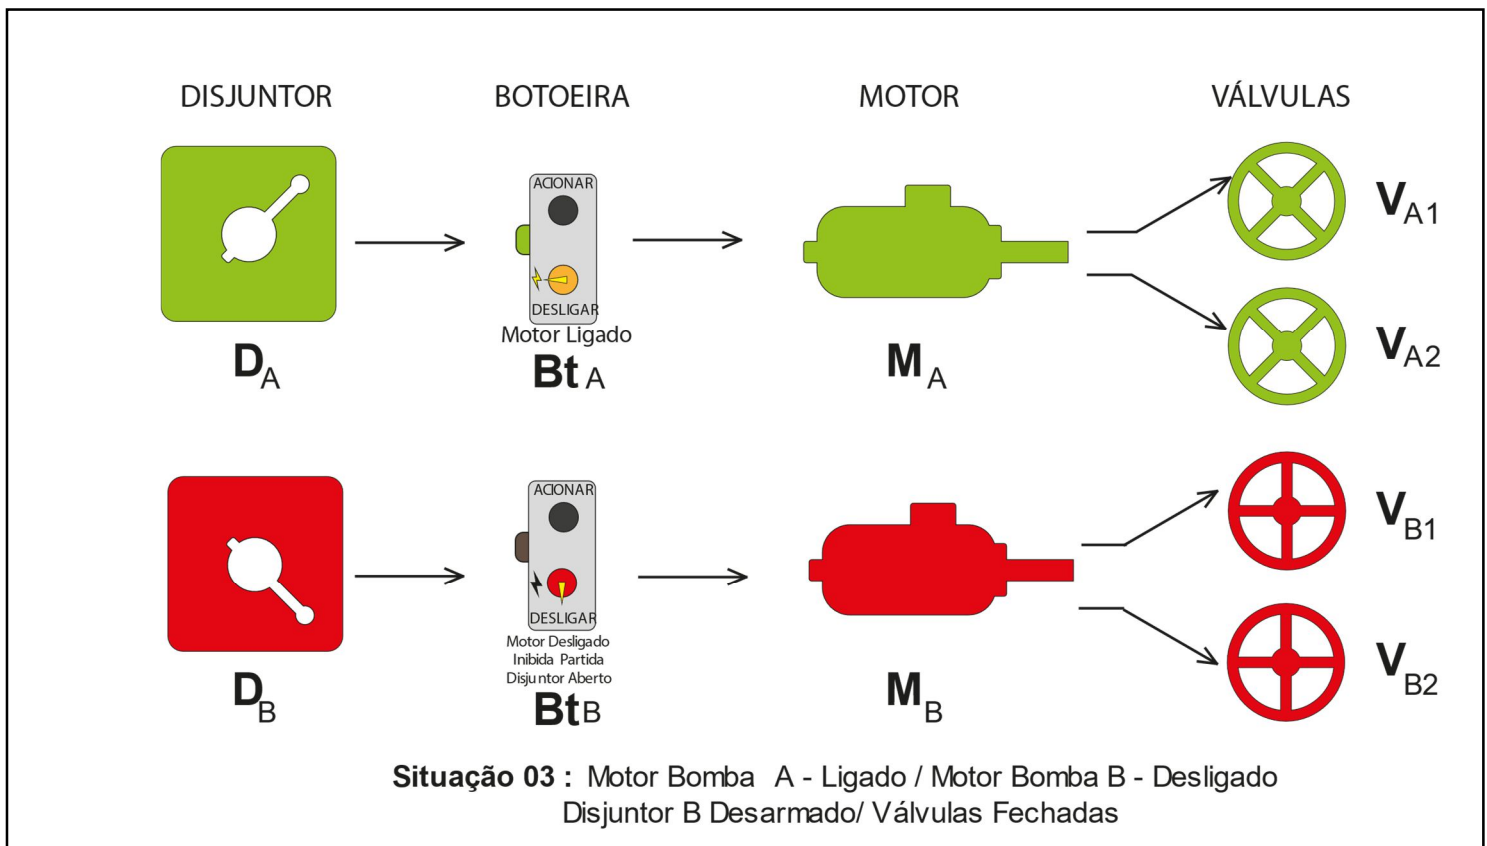 DISJUNTOR BOTOEIRA MOTOR VÁLVULAS
ACIONAR
DESLIGAR
Motor Ligado
DA BtA MA VA1
VA2
ACIONAR
DESLIGAR
Motor Desligado
Inibida Partida
Disjuntor Aberto
DB BtB MB VB1
VB2
Situação 03 : Motor Bomba A - Ligado / Motor Bomba B - Desligado
Disjuntor B Desarmado/ Válvulas Fechadas